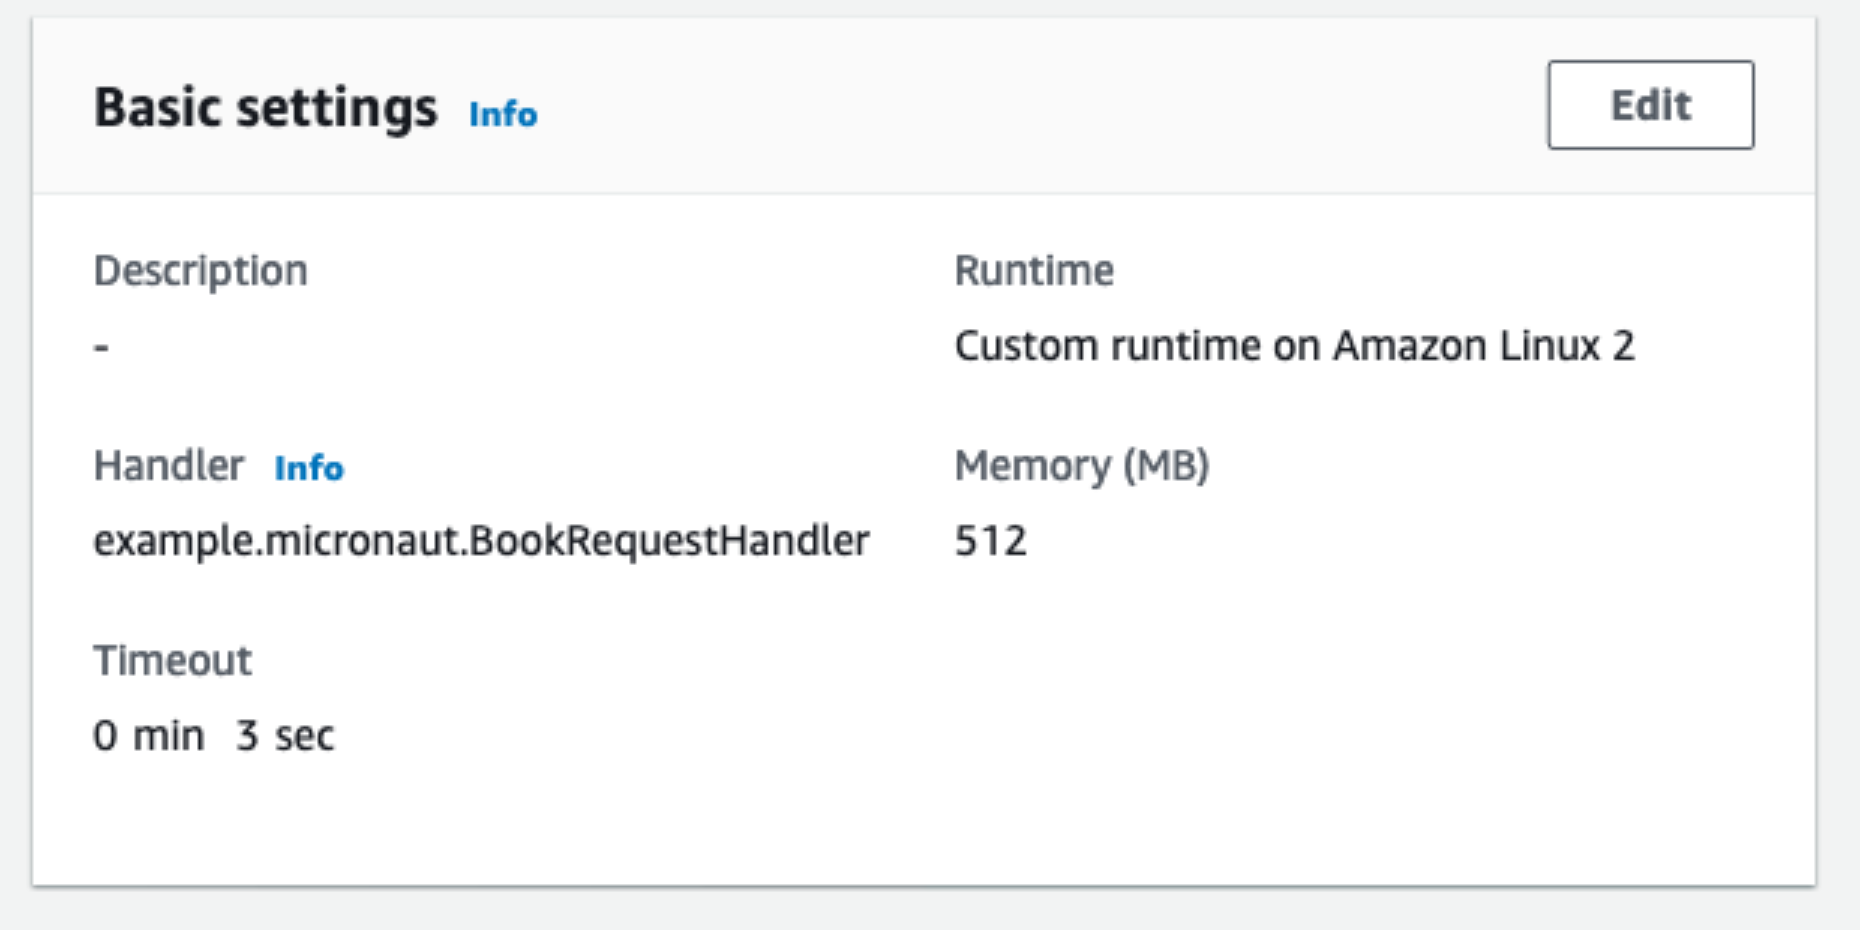 Basic settings Info
Edit
Description
-
Runtime
Custom runtime on Amazon Linux 2
Handler Info
example.micronaut.BookRequestHandler
Memory (MB)
512
Timeout
0 min 3 sec